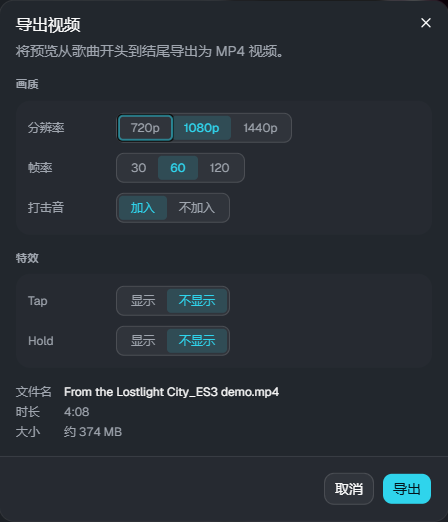 导出视频
将预览从歌曲开头到结尾导出为 MP4 视频。
画质
分辨率 720p 1080p 1440p
帧率 30 60 120
打击音 加入 不加入
特效
Tap 显示 不显示
Hold 显示 不显示
文件名 From the Lostlight City_ES3 demo.mp4
时长 4:08
大小 约 374 MB
取消 导出